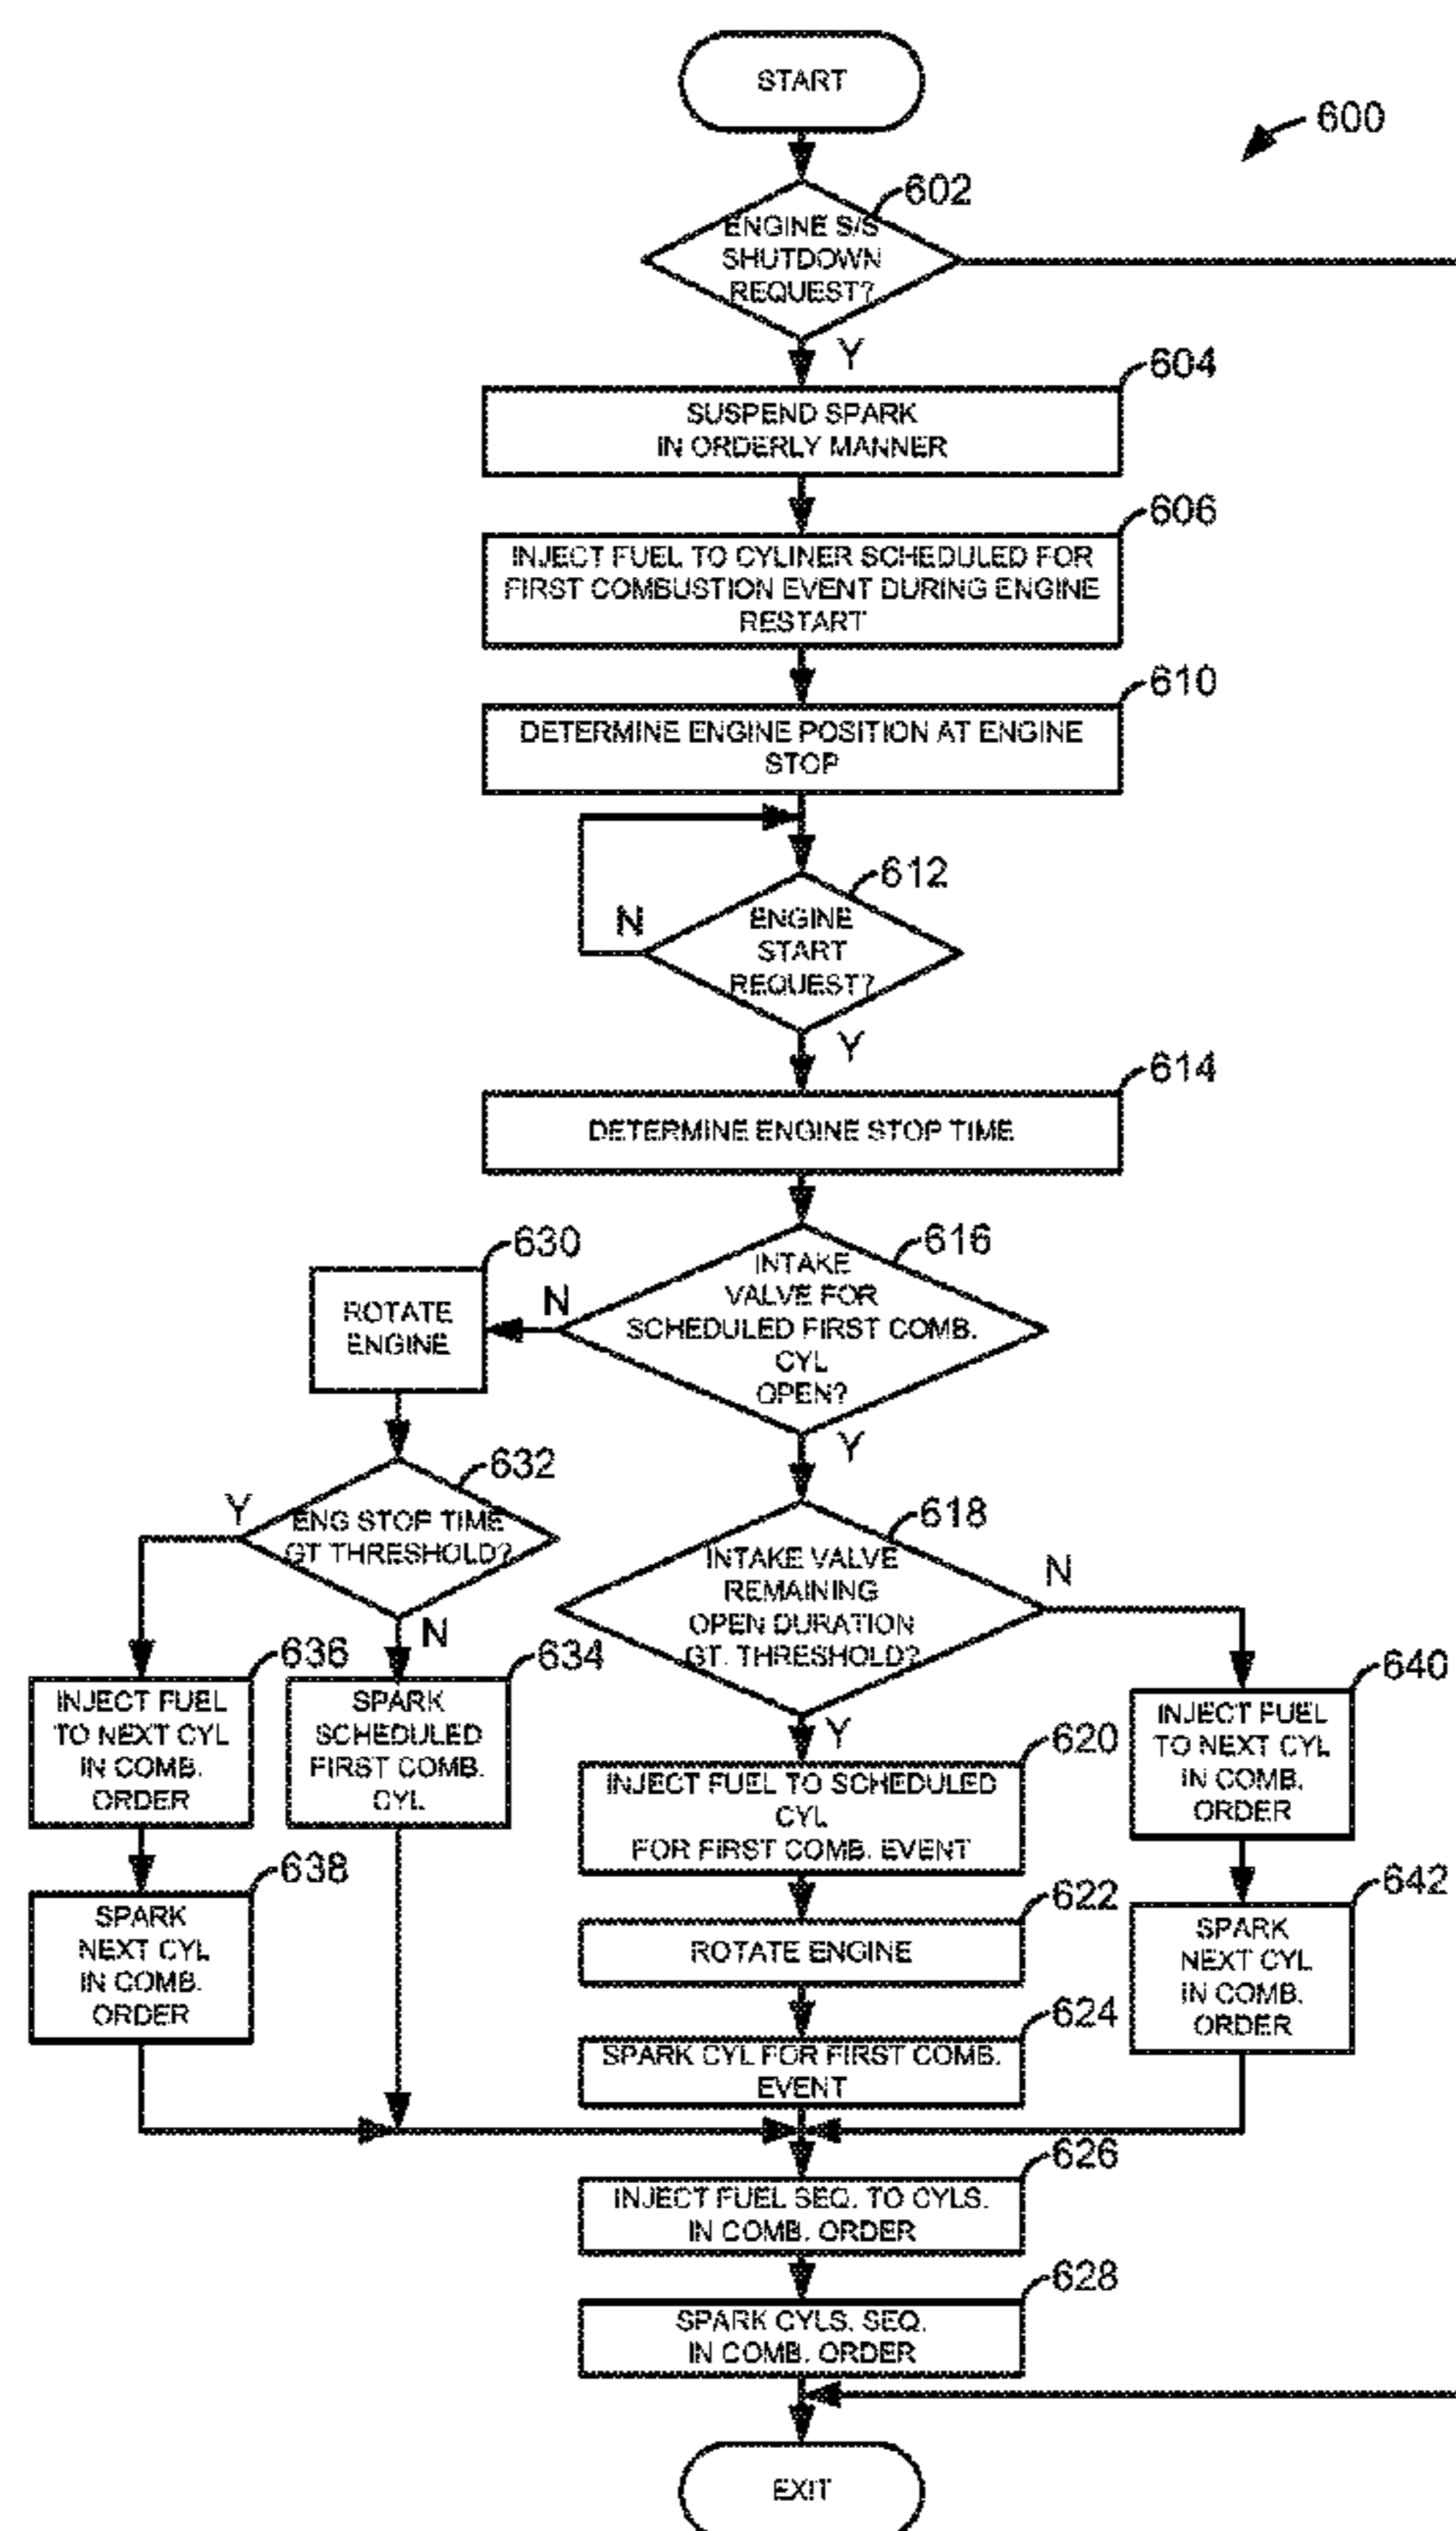 START
600
602
ENGINE S/S
SHUTDOWN
REQUEST?
Y
604
SUSPEND SPARK
IN ORDERLY MANNER
606
INJECT FUEL TO CYLINER SCHEDULED FOR
FIRST COMBUSTION EVENT DURING ENGINE
RESTART
610
DETERMINE ENGINE POSITION AT ENGINE
STOP
612
N
ENGINE
START
REQUEST?
Y
614
DETERMINE ENGINE STOP TIME
616
INTAKE
VALVE FOR
SCHEDULED FIRST COMB.
CYL
OPEN?
N
630
ROTATE
ENGINE
Y
632
Y
ENG STOP TIME
GT THRESHOLD?
N
618
INTAKE VALVE
REMAINING
OPEN DURATION
GT. THRESHOLD?
N
Y
636
INJECT FUEL
TO NEXT CYL
IN COMB.
ORDER
634
SPARK
SCHEDULED
FIRST COMB.
CYL
620
INJECT FUEL TO SCHEDULED
CYL
FOR FIRST COMB. EVENT
640
INJECT FUEL
TO NEXT CYL
IN COMB.
ORDER
638
SPARK
NEXT CYL
IN COMB.
ORDER
622
ROTATE ENGINE
642
SPARK
NEXT CYL
IN COMB.
ORDER
624
SPARK CYL FOR FIRST COMB.
EVENT
626
INJECT FUEL SEQ. TO CYLS.
IN COMB. ORDER
628
SPARK CYLS. SEQ.
IN COMB. ORDER
EXIT